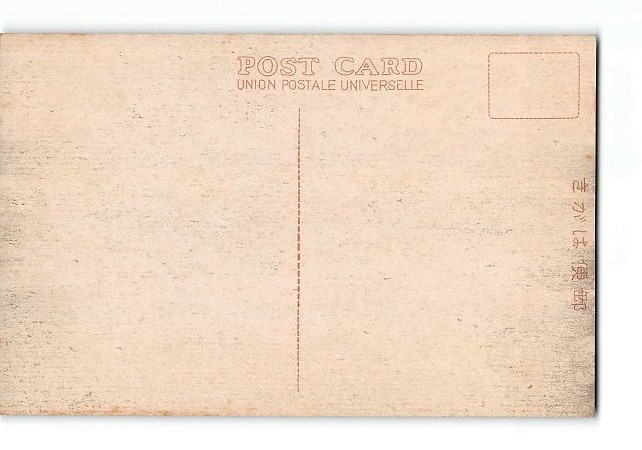 POST CARD
UNION POSTALE UNIVERSELLE
郵便はがき